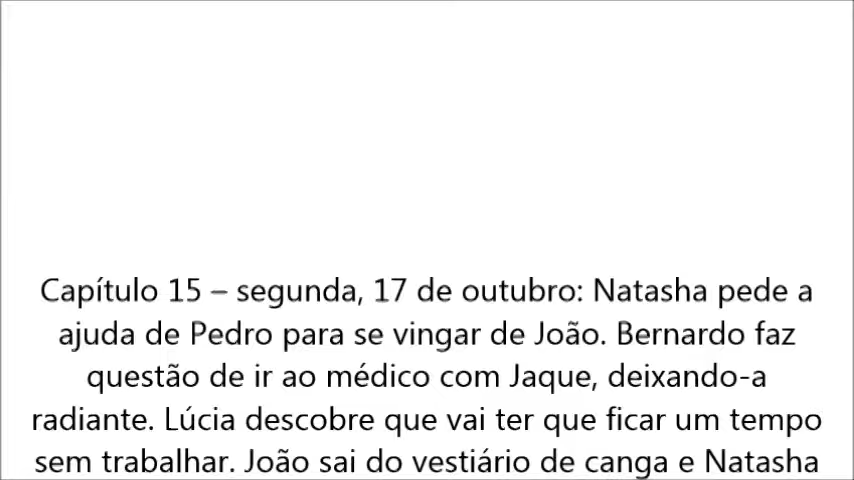 Capítulo 15 – segunda, 17 de outubro: Natasha pede a
ajuda de Pedro para se vingar de João. Bernardo faz
questão de ir ao médico com Jaque, deixando-a
radiante. Lúcia descobre que vai ter que ficar um tempo
sem trabalhar. João sai do vestiário de canga e Natasha